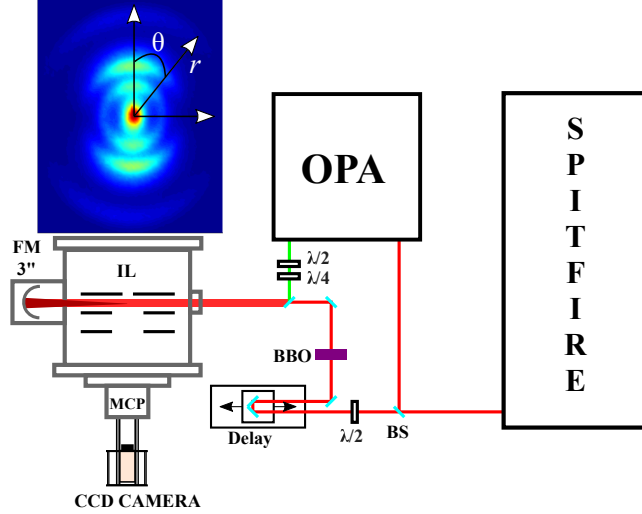 θ
r
OPA
S
P
I
T
F
I
R
E
FM
3"
IL
λ/2
λ/4
BBO
MCP
Delay
λ/2
BS
CCD CAMERA